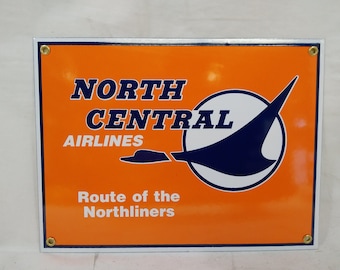 NORTH
CENTRAL
AIRLINES
Route of the
Northliners